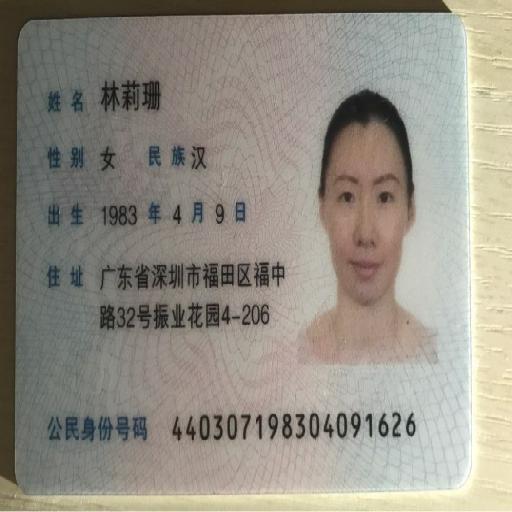 姓名 林莉珊
性别 女 民族 汉
出生 1983 年 4 月 9 日
住址 广东省深圳市福田区福中
路32号振业花园4-206
公民身份号码 440307198304091626